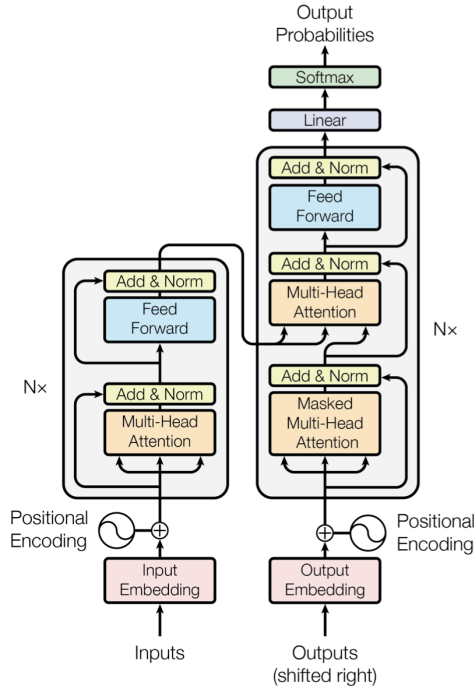 Output
Probabilities
Softmax
Linear
Add & Norm
Feed
Forward
Add & Norm
Multi-Head
Attention
Add & Norm
Masked
Multi-Head
Attention
N×
Add & Norm
Feed
Forward
Add & Norm
Multi-Head
Attention
N×
Positional
Encoding
Positional
Encoding
Input
Embedding
Output
Embedding
Inputs
Outputs
(shifted right)